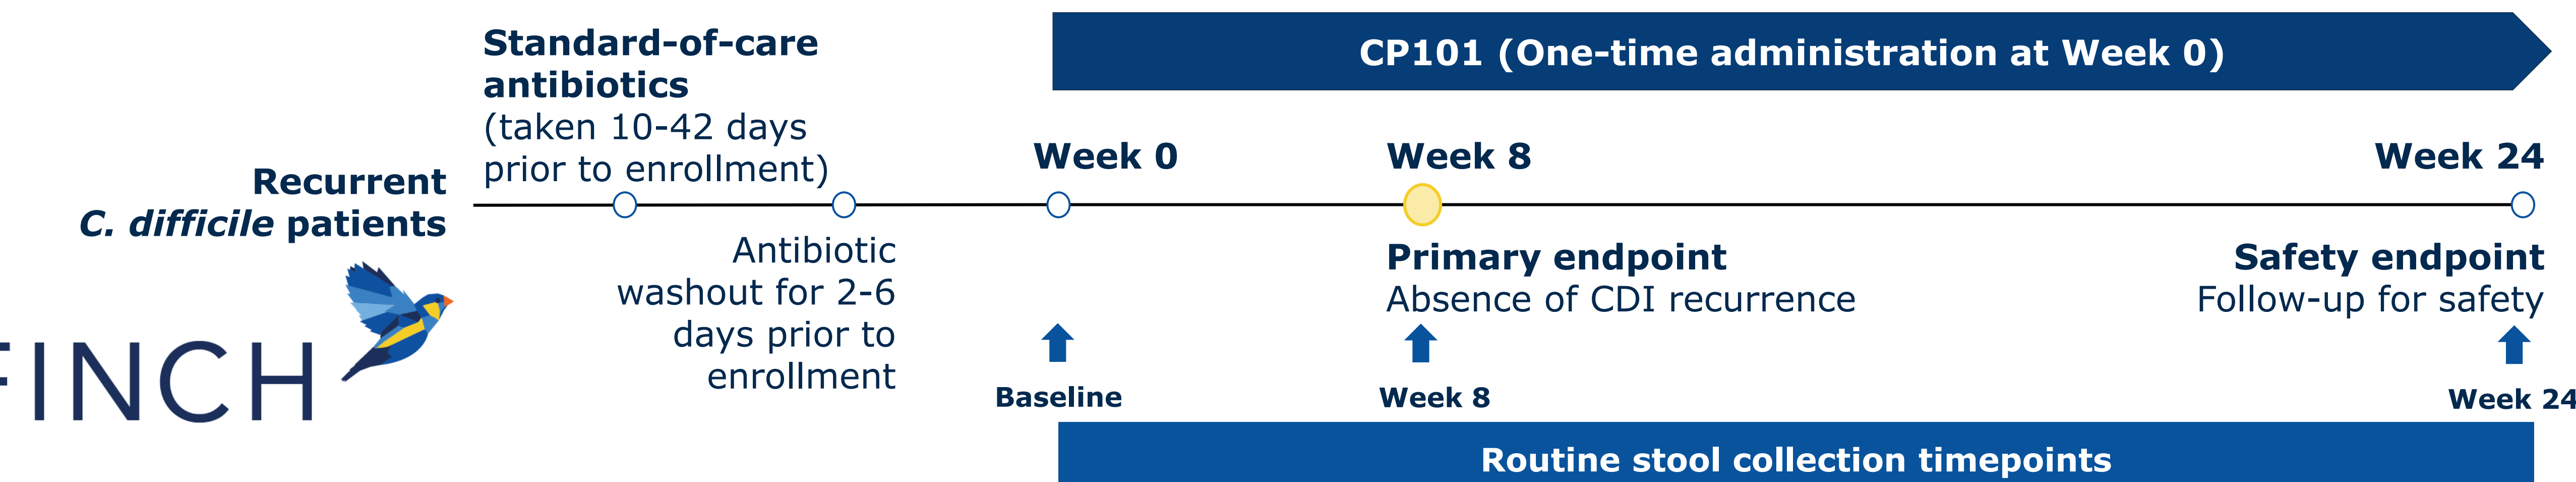 CP101 (One-time administration at Week 0)
Standard-of-care
antibiotics
(taken 10-42 days
prior to enrollment)
Week 0
Week 8
Week 24
Recurrent
C. difficile patients
Antibiotic
washout for 2-6
days prior to
enrollment
Primary endpoint
Absence of CDI recurrence
Safety endpoint
Follow-up for safety
FINCH
Baseline
Week 8
Week 24
Routine stool collection timepoints